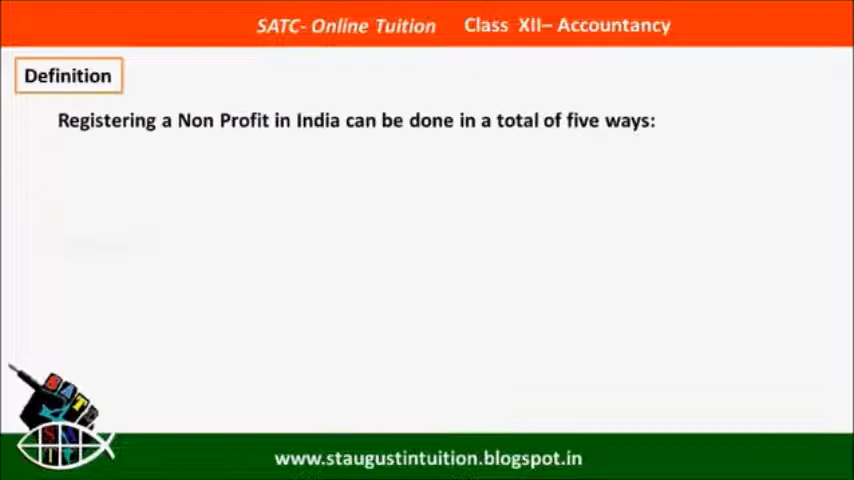 SATC- Online Tuition Class XII– Accountancy
Definition
Registering a Non Profit in India can be done in a total of five ways:
SATC
www.staugustintuition.blogspot.in